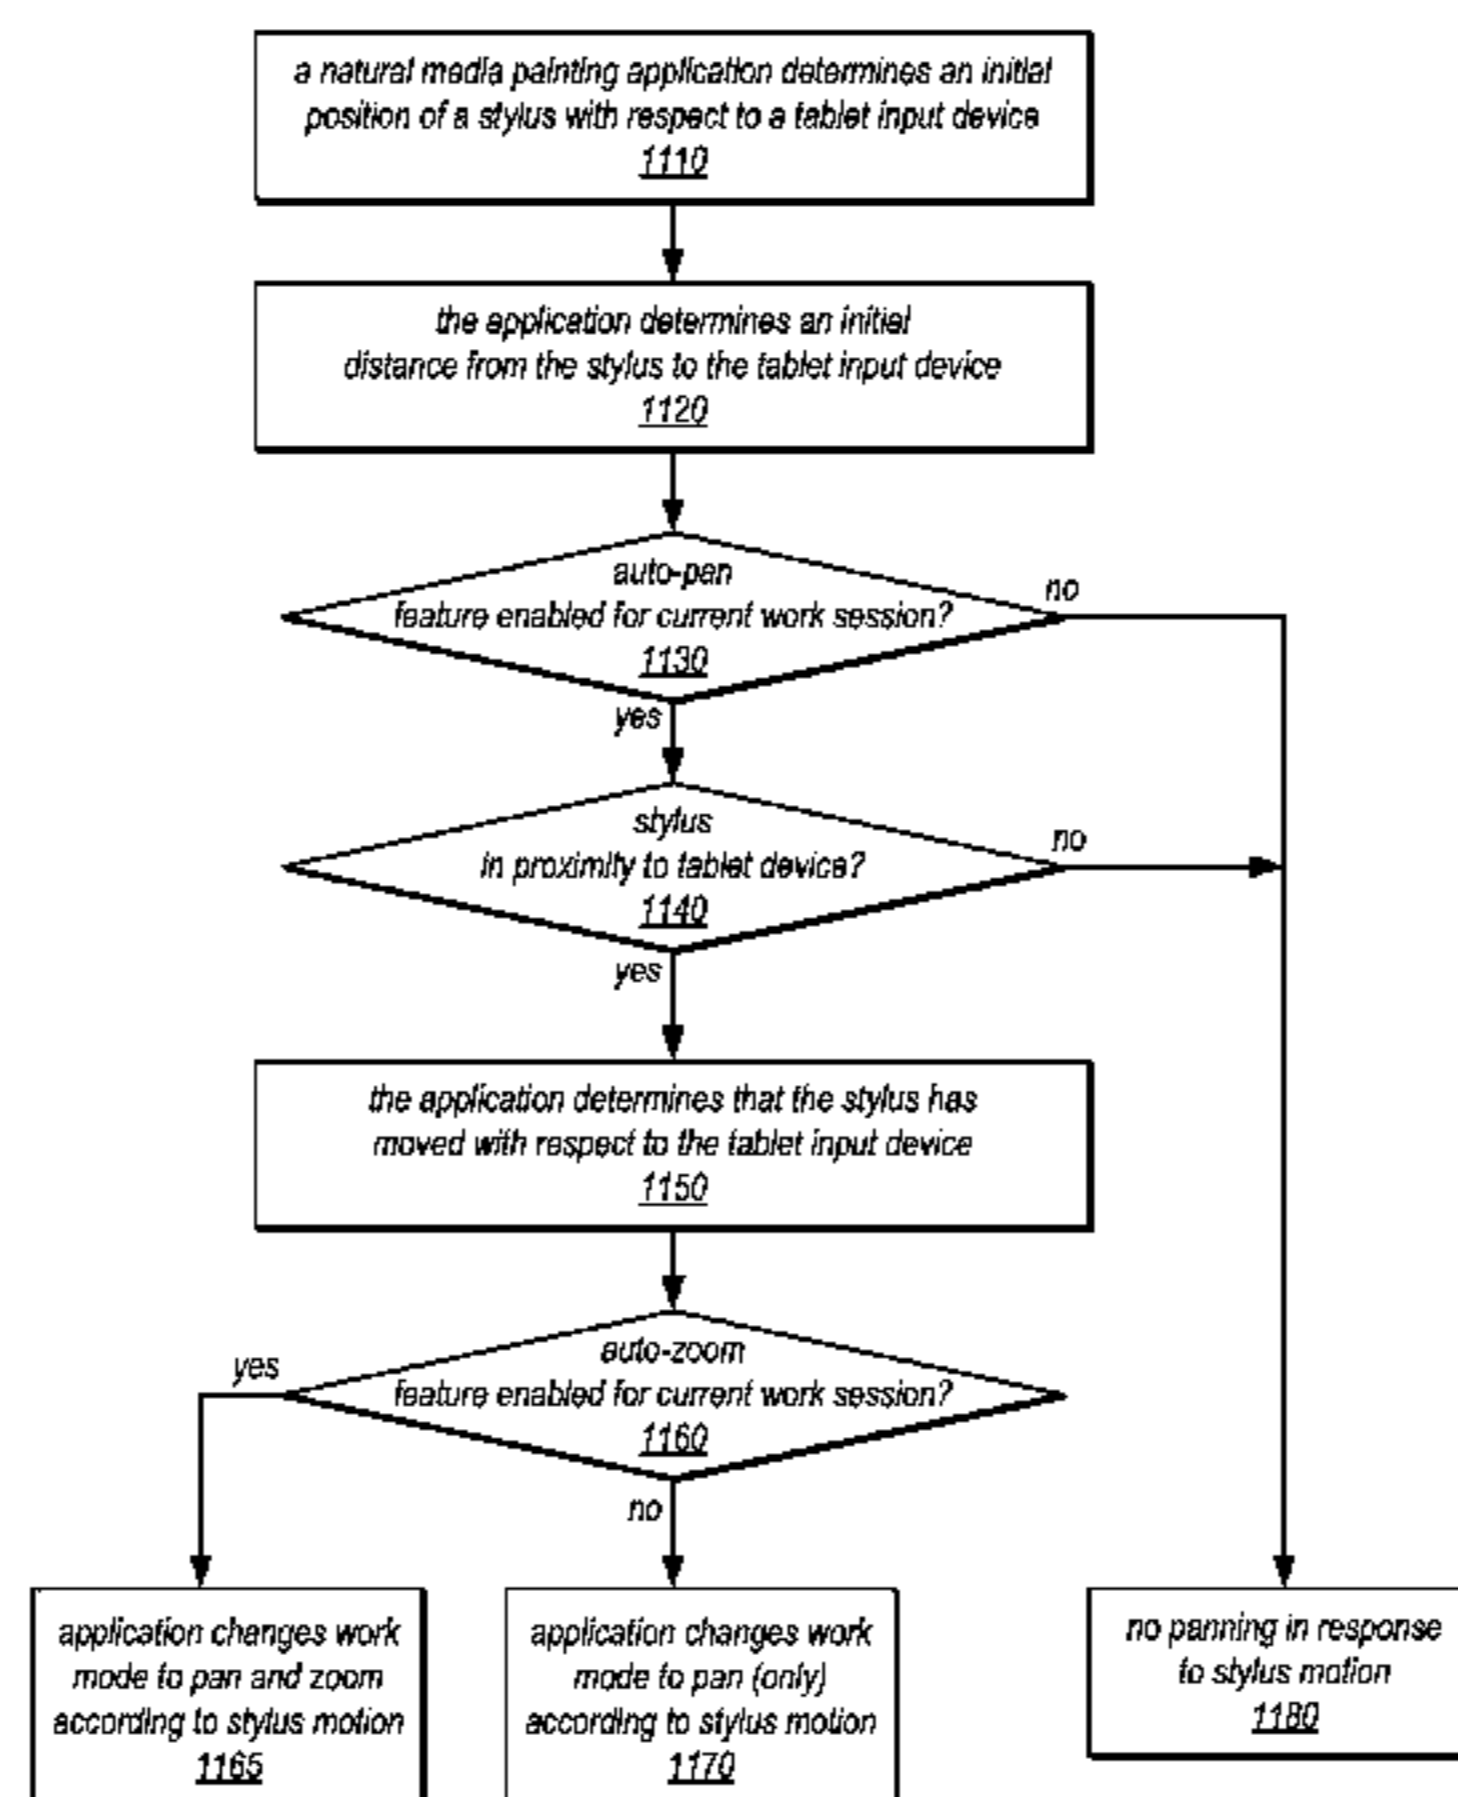 a natural media painting application determines an initial
position of a stylus with respect to a tablet input device
1110
the application determines an initial
distance from the stylus to the tablet input device
1120
auto-pan
feature enabled for current work session?
1130
no
yes
stylus
in proximity to tablet device?
1140
no
yes
the application determines that the stylus has
moved with respect to the tablet input device
1150
auto-zoom
feature enabled for current work session?
1160
yes
no
application changes work
mode to pan and zoom
according to stylus motion
1165
application changes work
mode to pan (only)
according to stylus motion
1170
no panning in response
to stylus motion
1180